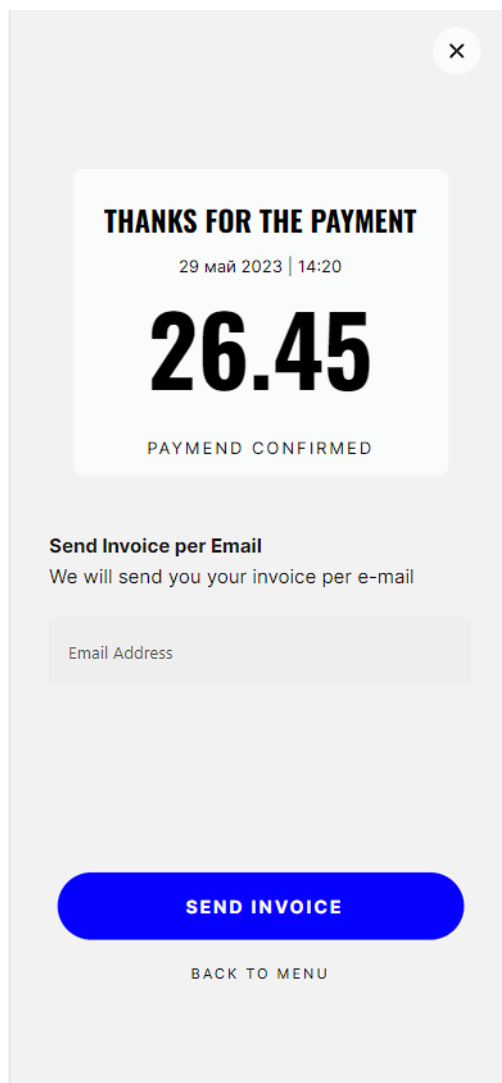 THANKS FOR THE PAYMENT
29 май 2023 | 14:20
26.45
PAYMEND CONFIRMED
Send Invoice per Email
We will send you your invoice per e-mail
Email Address
SEND INVOICE
BACK TO MENU